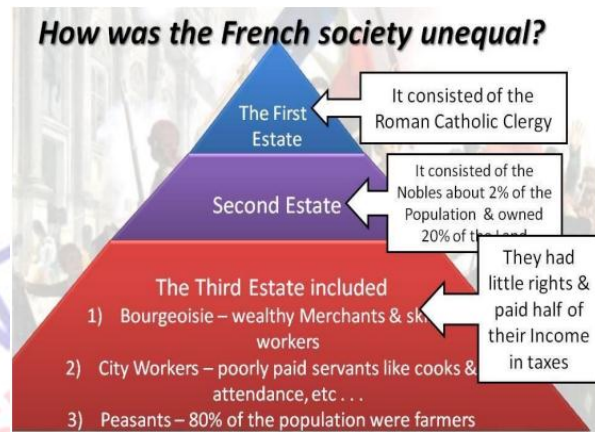 How was the French society unequal?
The First
Estate
It consisted of the
Roman Catholic Clergy
Second Estate
It consisted of the
Nobles about 2% of the
Population & owned
20% of the
The Third Estate included
1) Bourgeoisie – wealthy Merchants &
workers
2) City Workers – poorly paid servants like cooks &
attendance, etc . . .
3) Peasants – 80% of the population were farmers
They had
little rights &
paid half of
their Income
in taxes